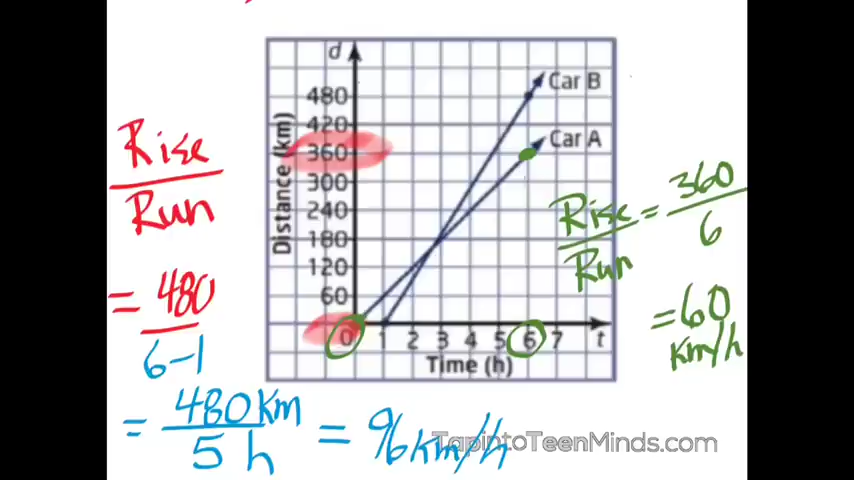 d
Car B
480
420
Car A
360
300
240
180
120
60
0 1 2 3 4 5 6 7 t
Time (h)
Distance (km)
Rise
Run
= 480
6-1
= 480 km
5 h
= 96 km/h
Rise = 360
Run 6
= 60
km/h
TapintoTeenMinds.com